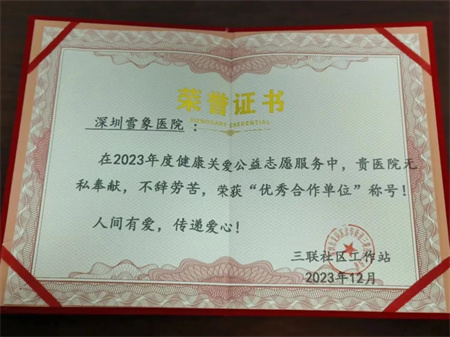 荣誉证书
HONORARY CREDENTIAL
深圳雪象医院：
在2023年度健康关爱公益志愿服务中，贵医院无
私奉献，不辞劳苦，荣获“优秀合作单位”称号！
人间有爱，传递爱心！
三联社区工作站
2023年12月